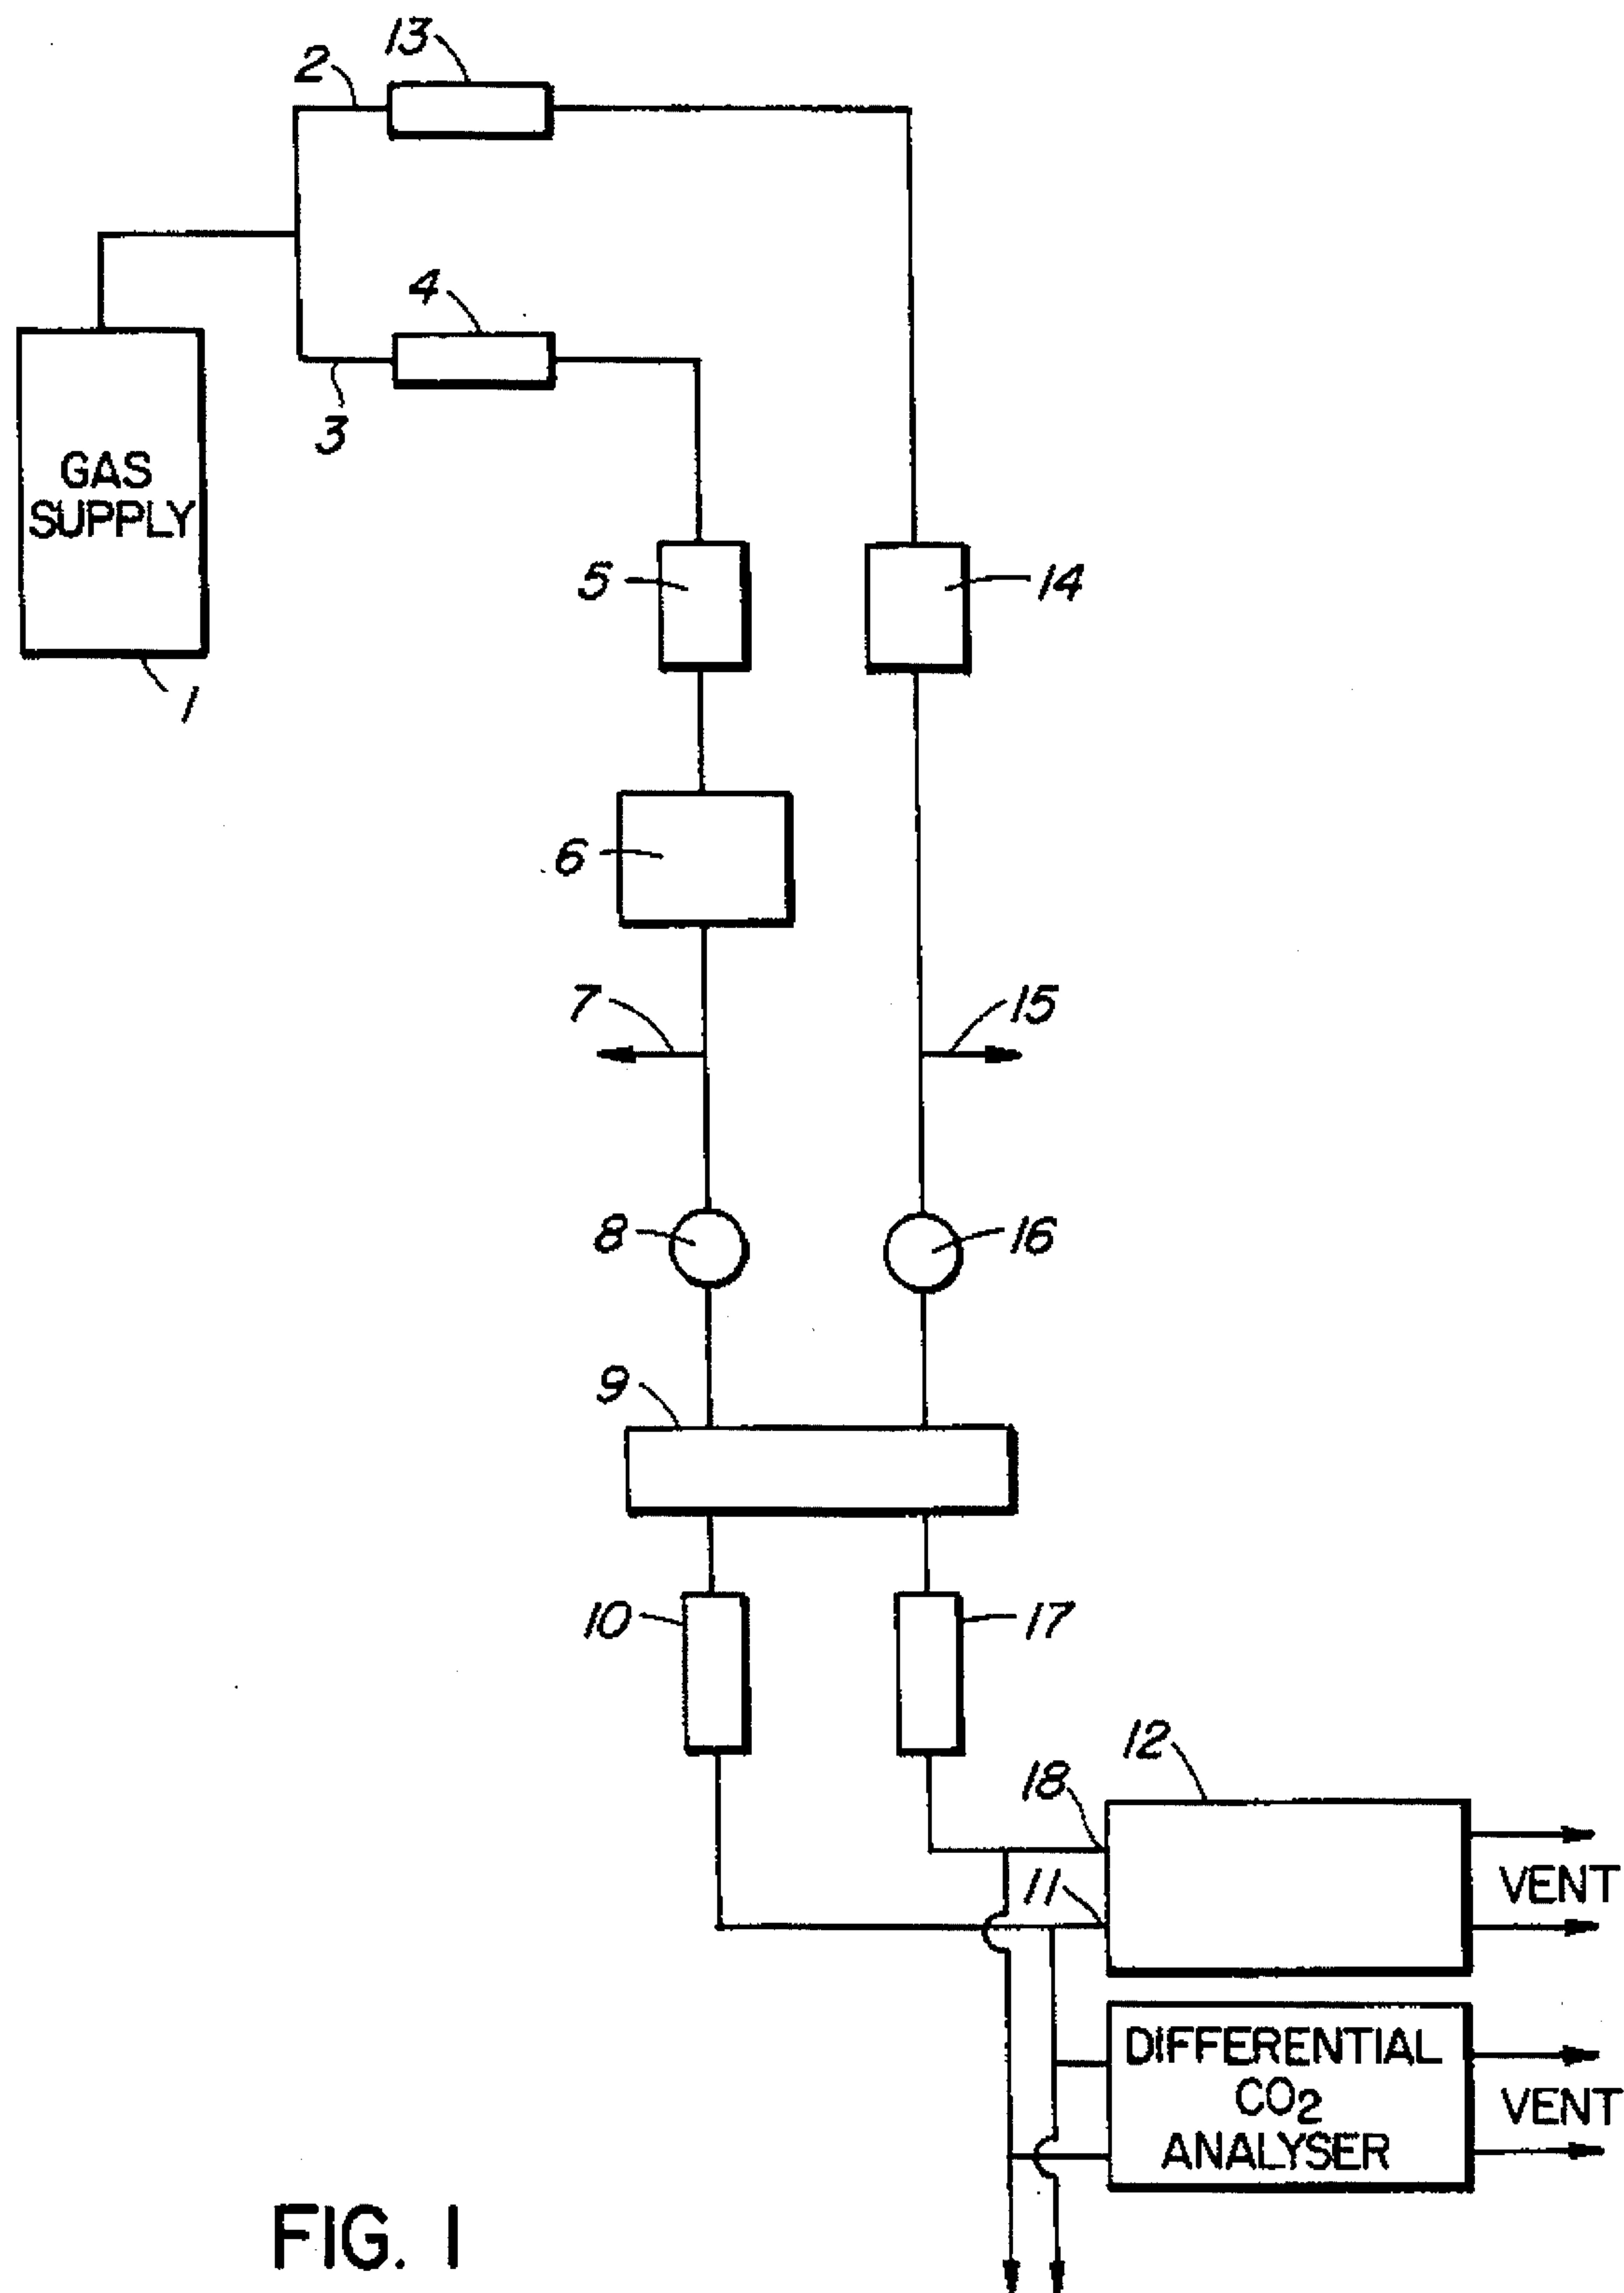 13
2
4
3
GAS
SUPPLY
1
5
14
6
7
15
8
16
9
10
17
12
18
11
VENT
DIFFERENTIAL
CO₂
ANALYSER
VENT
FIG. 1